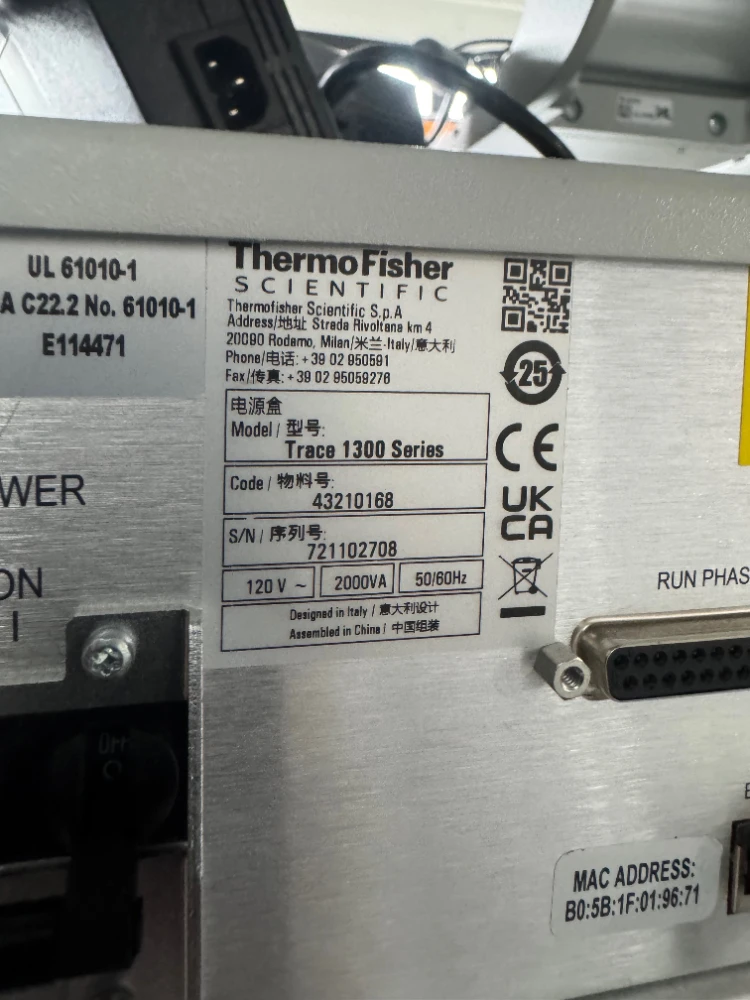 UL 61010-1
A C22.2 No. 61010-1
E114471
ThermoFisher
SCIENTIFIC
Thermofisher Scientific S.p.A
Address/地址 Strada Rivoltana km 4
20090 Rodamo, Milan/米兰-Italy/意大利
Phone/电话: +39 02 950591
Fax/传真: +39 02 95059276
25
电源盒
Model / 型号:
Trace 1300 Series
Code / 物料号:
43210168
S/N / 序列号:
721102708
120 V ~ 2000VA 50/60Hz
Designed in Italy / 意大利设计
Assembled in China / 中国组装
CE
UK
CA
WER
ON
I
OFF
RUN PHAS
MAC ADDRESS:
B0:5B:1F:01:96:71